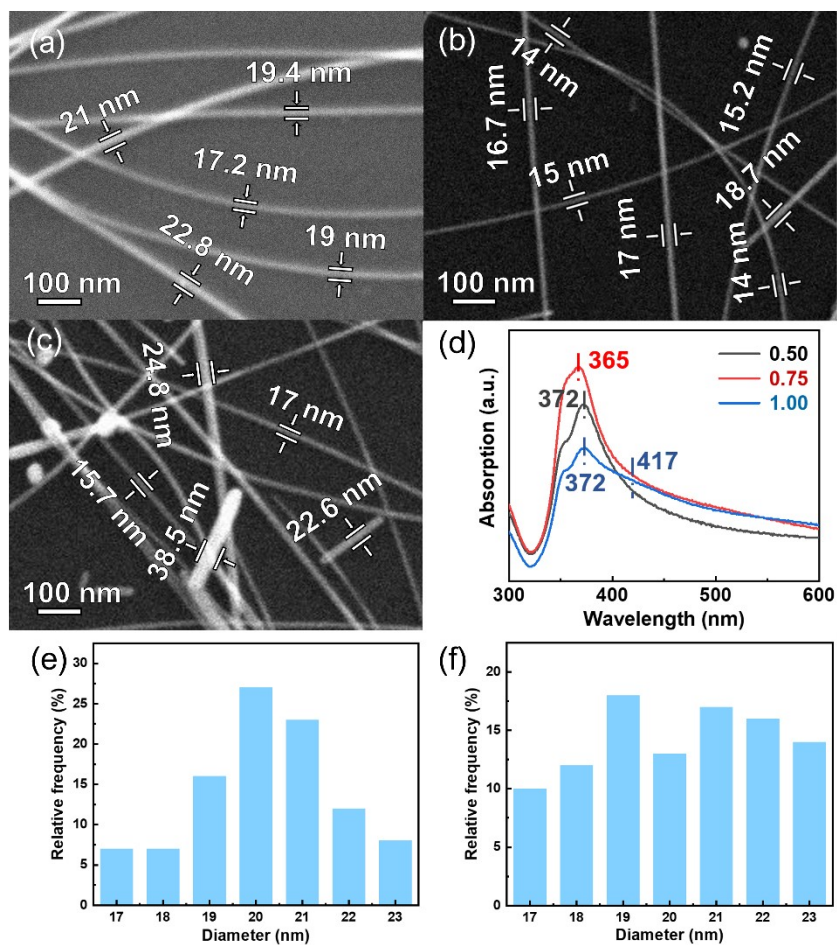 (a)
19.4 nm
21 nm
17.2 nm
22.8 nm
19 nm
100 nm
(b)
14 nm
15.2 nm
16.7 nm
15 nm
18.7 nm
17 nm
14 nm
100 nm
(c)
24.8 nm
17 nm
15.7 nm
38.5 nm
22.6 nm
100 nm
(d)
365
372
372
417
0.50
0.75
1.00
Absorption (a.u.)
300 400 500 600
Wavelength (nm)
(e)
Relative frequency (%)
30
25
20
15
10
5
0
17 18 19 20 21 22 23
Diameter (nm)
(f)
Relative frequency (%)
20
15
10
5
0
17 18 19 20 21 22 23
Diameter (nm)